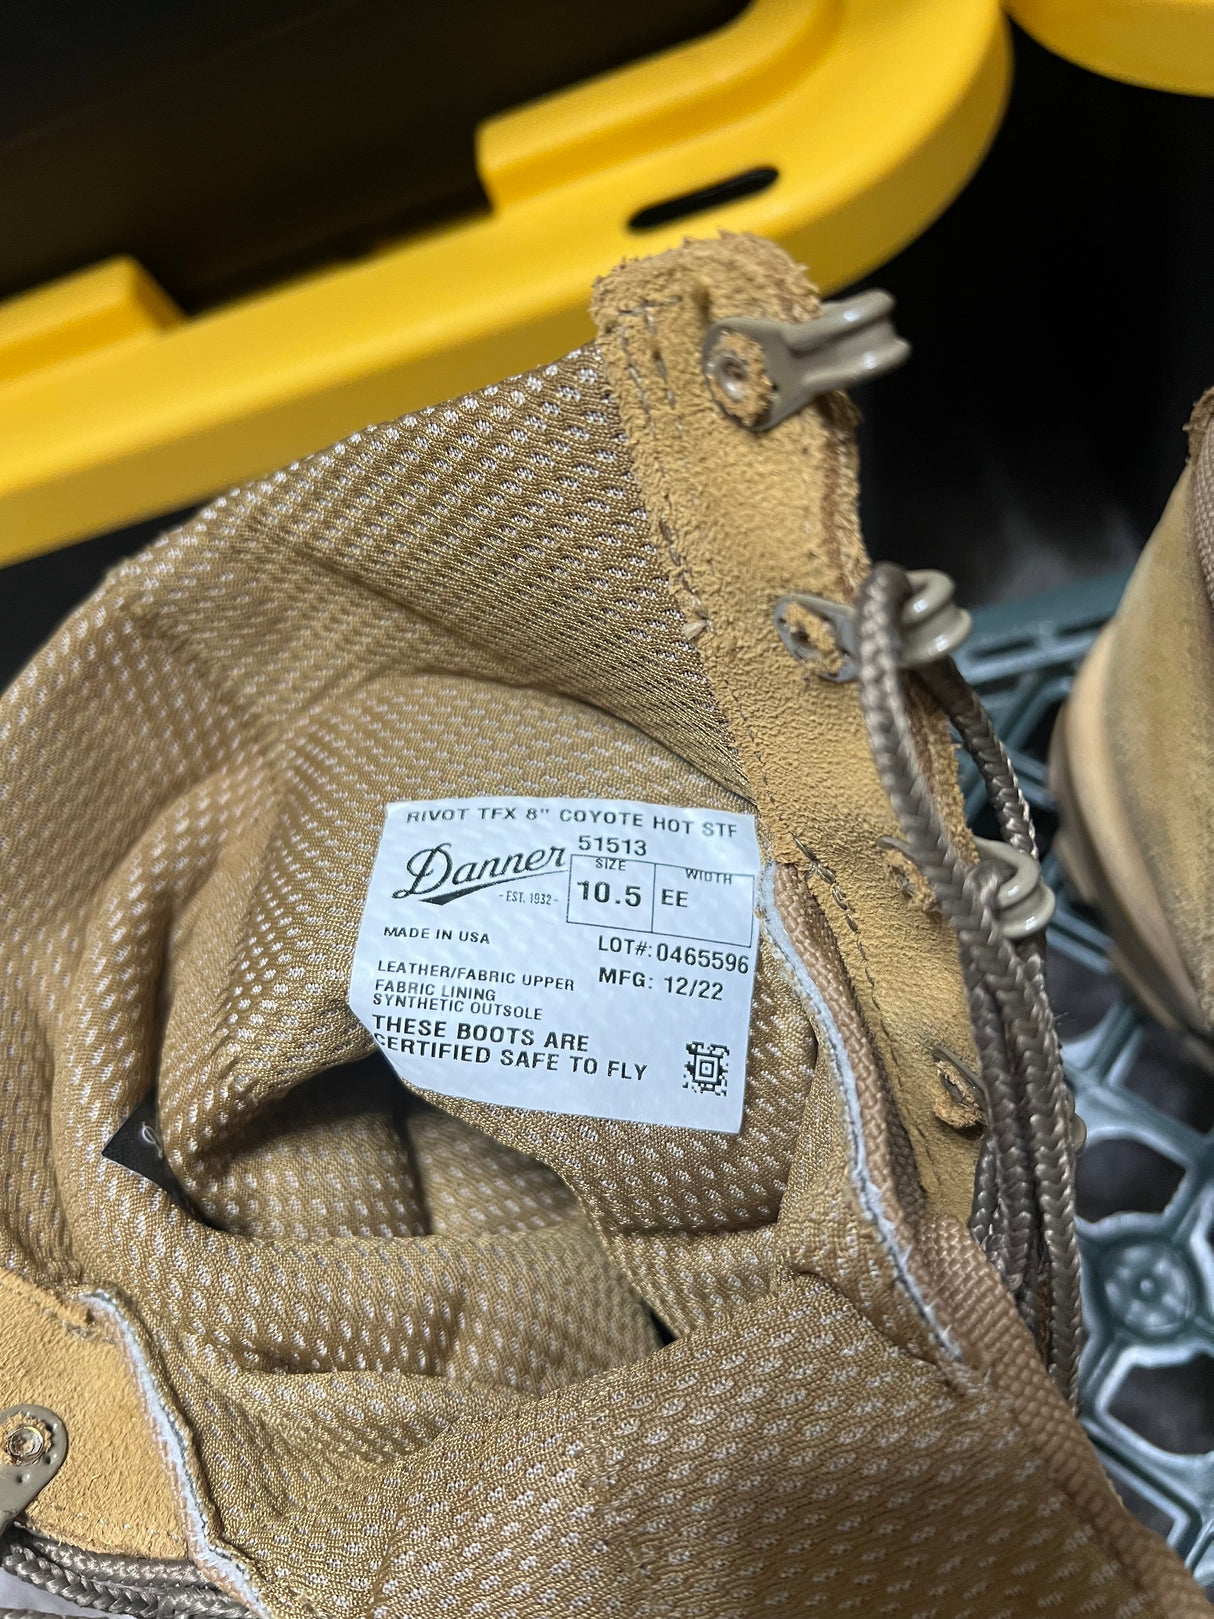 RIVOT TFX 8" COYOTE HOT STF
51513
Danner
- EST. 1932 -
SIZE
10.5
WIDTH
EE
MADE IN USA
LOT#: 0465596
MFG: 12/22
LEATHER/FABRIC UPPER
FABRIC LINING
SYNTHETIC OUTSOLE
THESE BOOTS ARE
CERTIFIED SAFE TO FLY